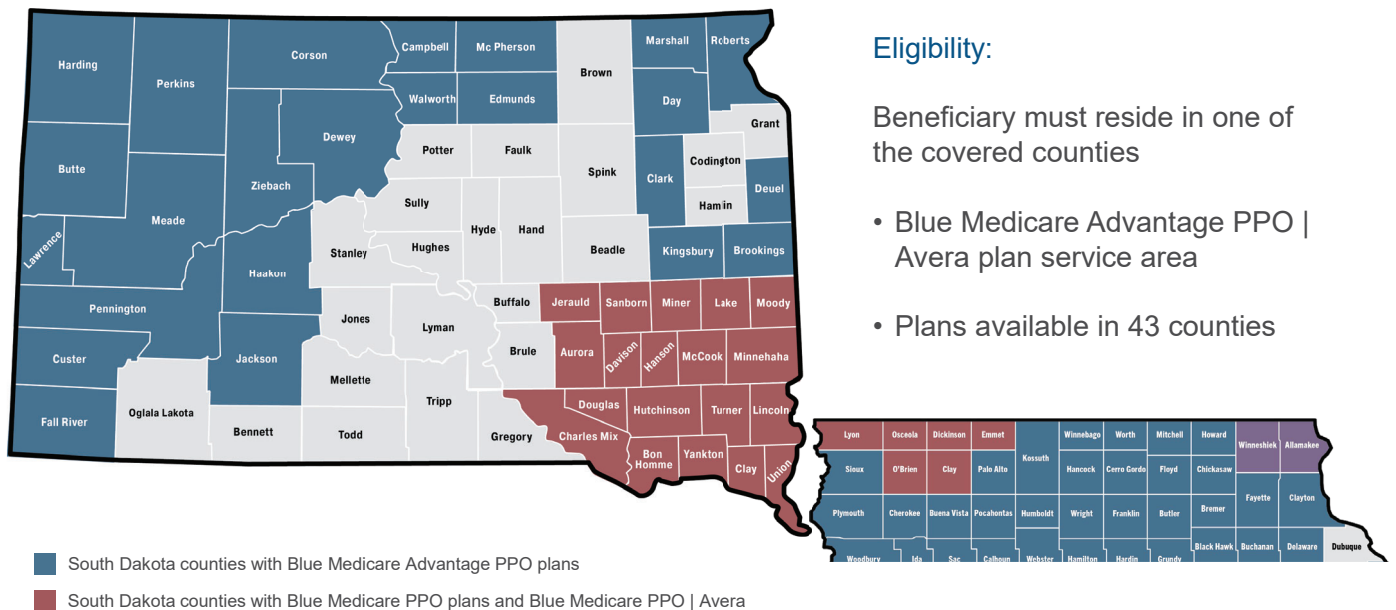 Harding
Perkins
Corson
Campbell
Mc Pherson
Brown
Marshall
Roberts
Walworth
Edmunds
Day
Dewey
Grant
Butte
Ziebach
Potter
Faulk
Spink
Clark
Codington
Deuel
Meade
Sully
Hamlin
Lawrence
Haakon
Stanley
Hughes
Hyde
Hand
Beadle
Kingsbury
Brookings
Pennington
Jones
Lyman
Buffalo
Jerauld
Sanborn
Miner
Lake
Moody
Custer
Jackson
Mellette
Brule
Aurora
Davison
Hanson
McCook
Minnehaha
Fall River
Oglala Lakota
Bennett
Todd
Tripp
Gregory
Douglas
Charles Mix
Hutchinson
Turner
Lincoln
Bon
Homme
Yankton
Clay
Union
Eligibility:
Beneficiary must reside in one of
the covered counties
• Blue Medicare Advantage PPO |
Avera plan service area
• Plans available in 43 counties
Lyon
Osceola
Dickinson
Emmet
Kossuth
Winnebago
Worth
Mitchell
Howard
Winneshiek
Allamakee
Sioux
O'Brien
Clay
Palo Alto
Hancock
Cerro Gordo
Floyd
Chickasaw
Fayette
Clayton
Plymouth
Cherokee
Buena Vista
Pocahontas
Humboldt
Wright
Franklin
Butler
Bremer
Woodbury
Ida
Sac
Calhoun
Webster
Hamilton
Hardin
Grundy
Black Hawk
Buchanan
Delaware
Dubuque
South Dakota counties with Blue Medicare Advantage PPO plans
South Dakota counties with Blue Medicare PPO plans and Blue Medicare PPO | Avera